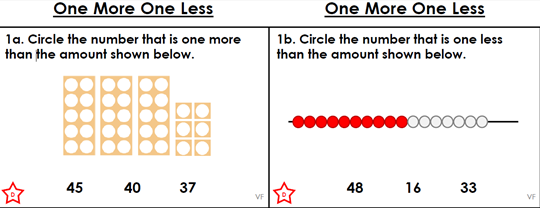 One More One Less
1a. Circle the number that is one more
than the amount shown below.
45 40 37
D
VF
One More One Less
1b. Circle the number that is one less
than the amount shown below.
48 16 33
D
VF